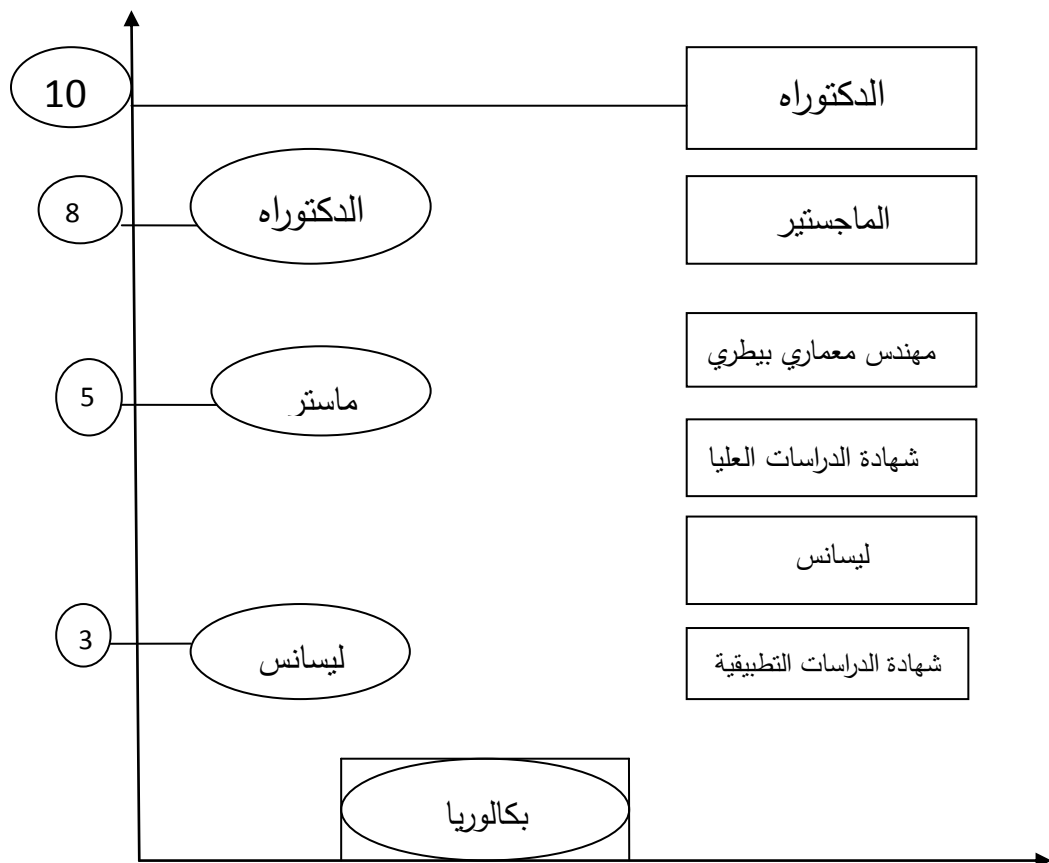 10
الدكتوراه
8
الدكتوراه
الماجستير
مهندس معماري بيطري
5
ماستر
شهادة الدراسات العليا
ليسانس
3
ليسانس
شهادة الدراسات التطبيقية
بكالوريا